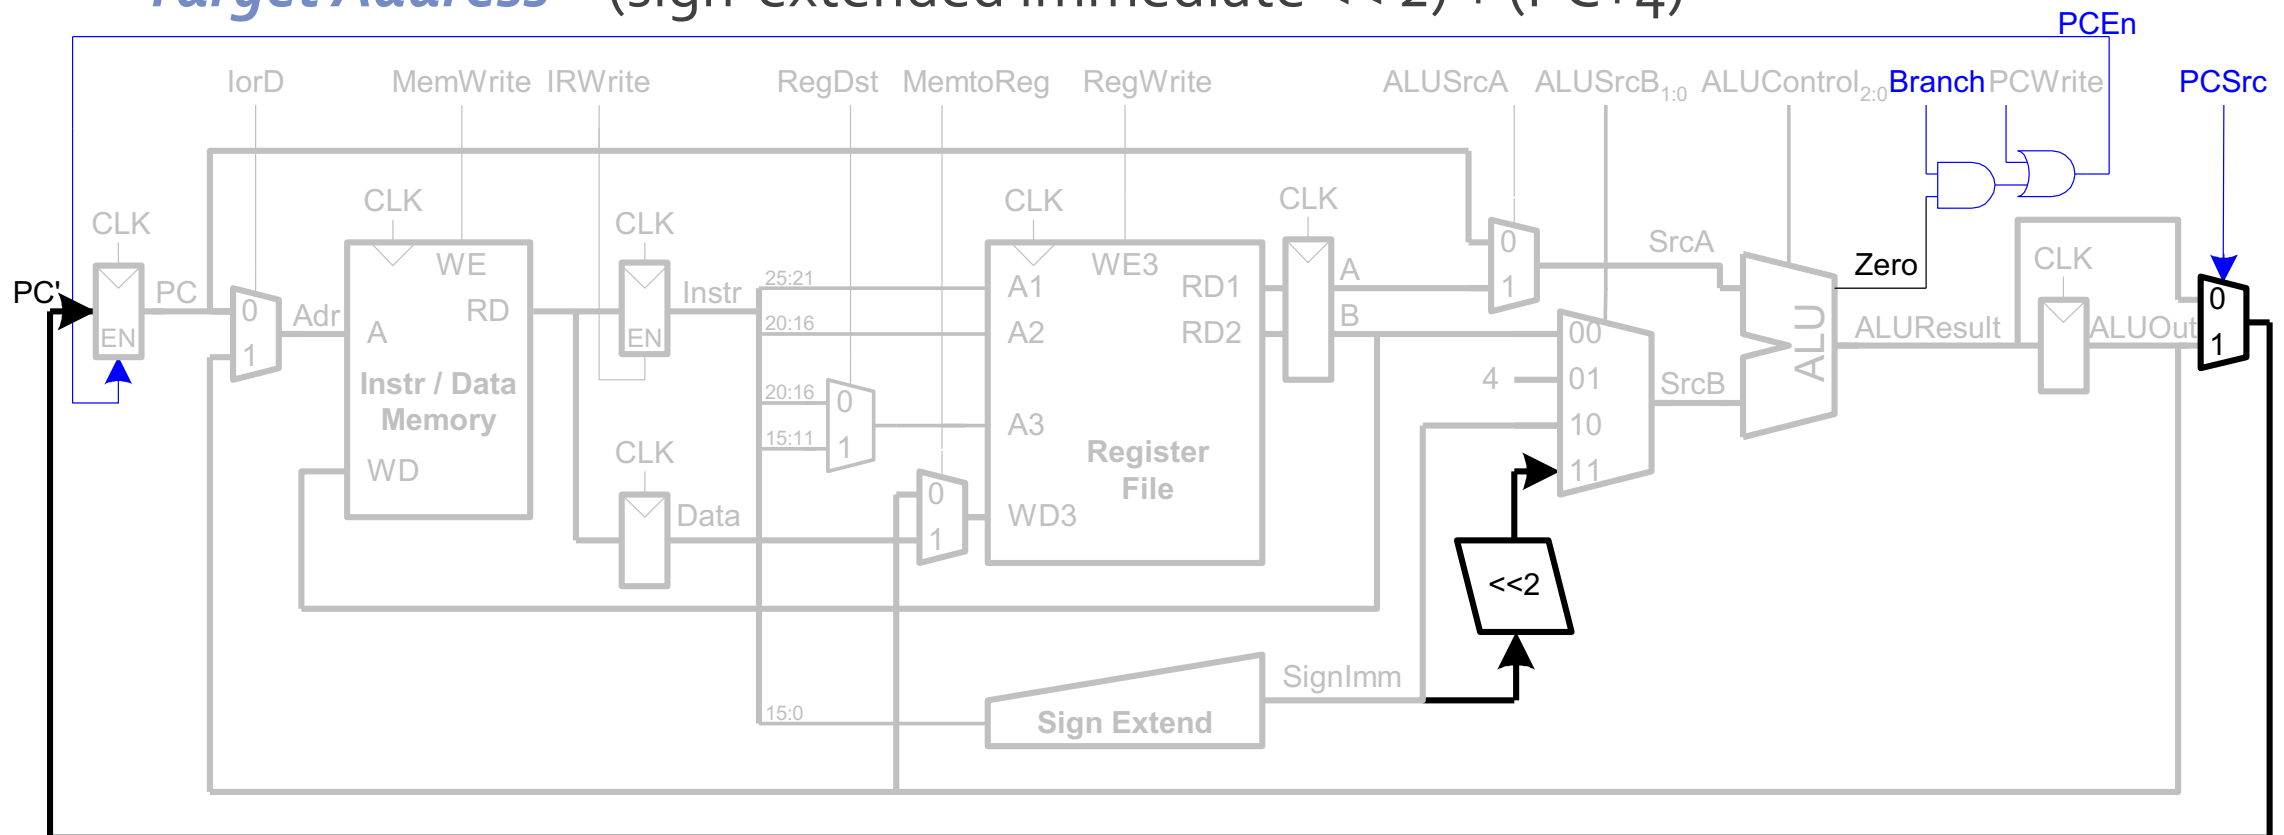 Target Address = (sign-extended immediate << 2) + (PC+4)
PCEn
IorD MemWrite IRWrite RegDst MemtoReg RegWrite ALUSrcA ALUSrcB1:0 ALUControl2:0 Branch PCWrite PCSrc
CLK CLK CLK CLK CLK CLK
PC' PC EN
0 1 Adr
WE A RD Instr / Data Memory WD
EN Instr
CLK Data
25:21
20:16
20:16
15:11
15:0
0 1
0 1
WE3 A1 A2 A3 WD3 RD1 RD2 Register File
A
B
0 1 SrcA
4 00 01 10 11 SrcB
ALU Zero ALUResult
CLK ALUOut
0 1
<<2
SignImm
Sign Extend